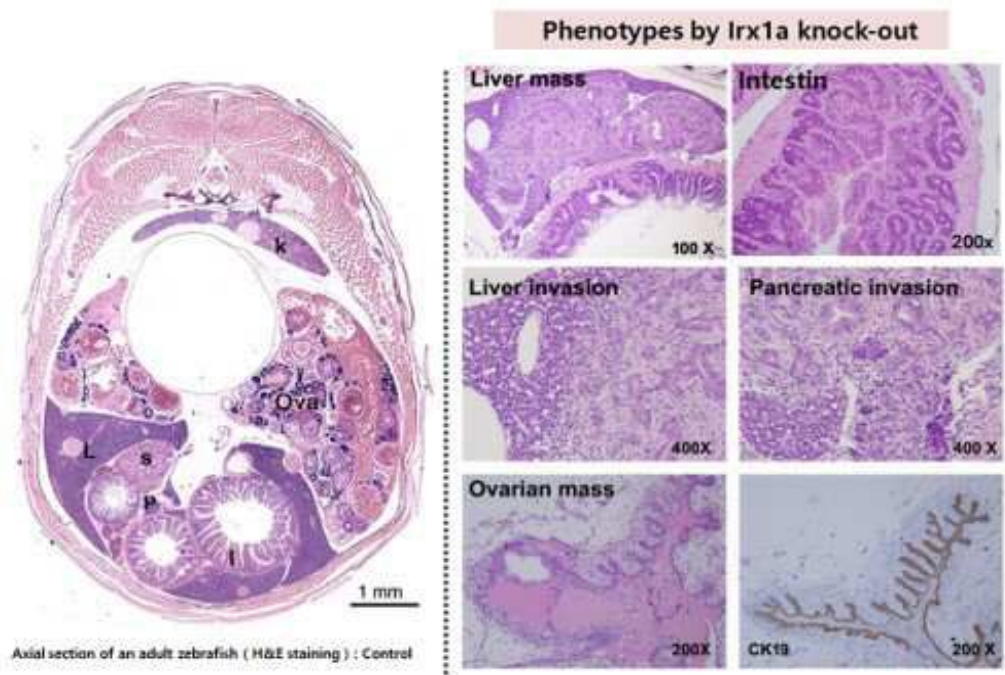 Phenotypes by Irx1a knock-out
Liver mass
Intestin
100 X
200x
k
Liver invasion
Pancreatic invasion
Ova
L
s
400X
400 X
p
Ovarian mass
I
1 mm
200X
CK19
200 X
Axial section of an adult zebrafish ( H&E staining ) : Control